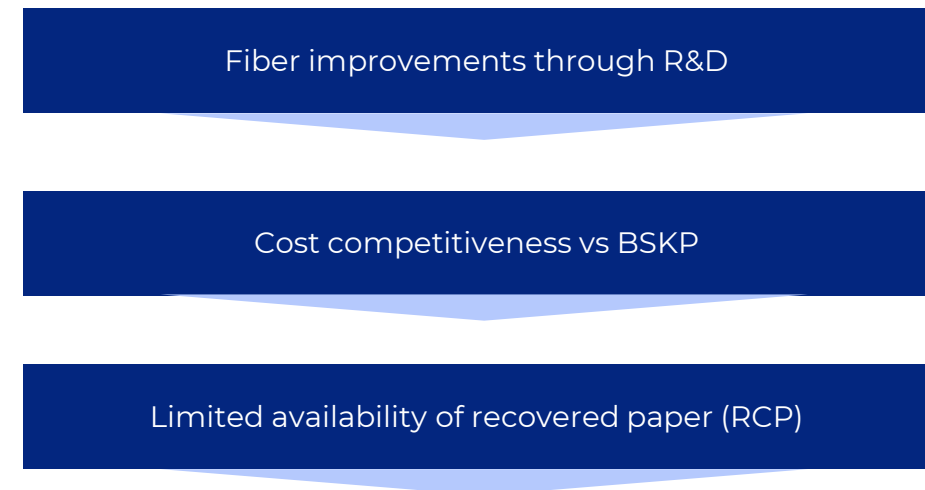 Fiber improvements through R&D
Cost competitiveness vs BSKP
Limited availability of recovered paper (RCP)